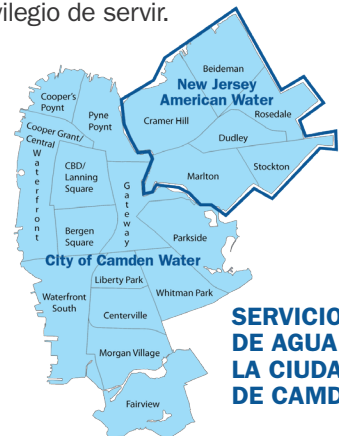 vilegio de servir.
Beideman
New Jersey
American Water
Cooper's
Poynt
Pyne
Poynt
Cramer Hill
Rosedale
Dudley
Cooper Grant/
Central
Waterfront
CBD/
Lanning
Square
Gateway
Marlton
Stockton
Bergen
Square
Parkside
CIty of Camden Water
Liberty Park
Waterfront
South
Whitman Park
Centerville
Morgan Village
Fairview
SERVICIO
DE AGUA
LA CIUDA
DE CAMD